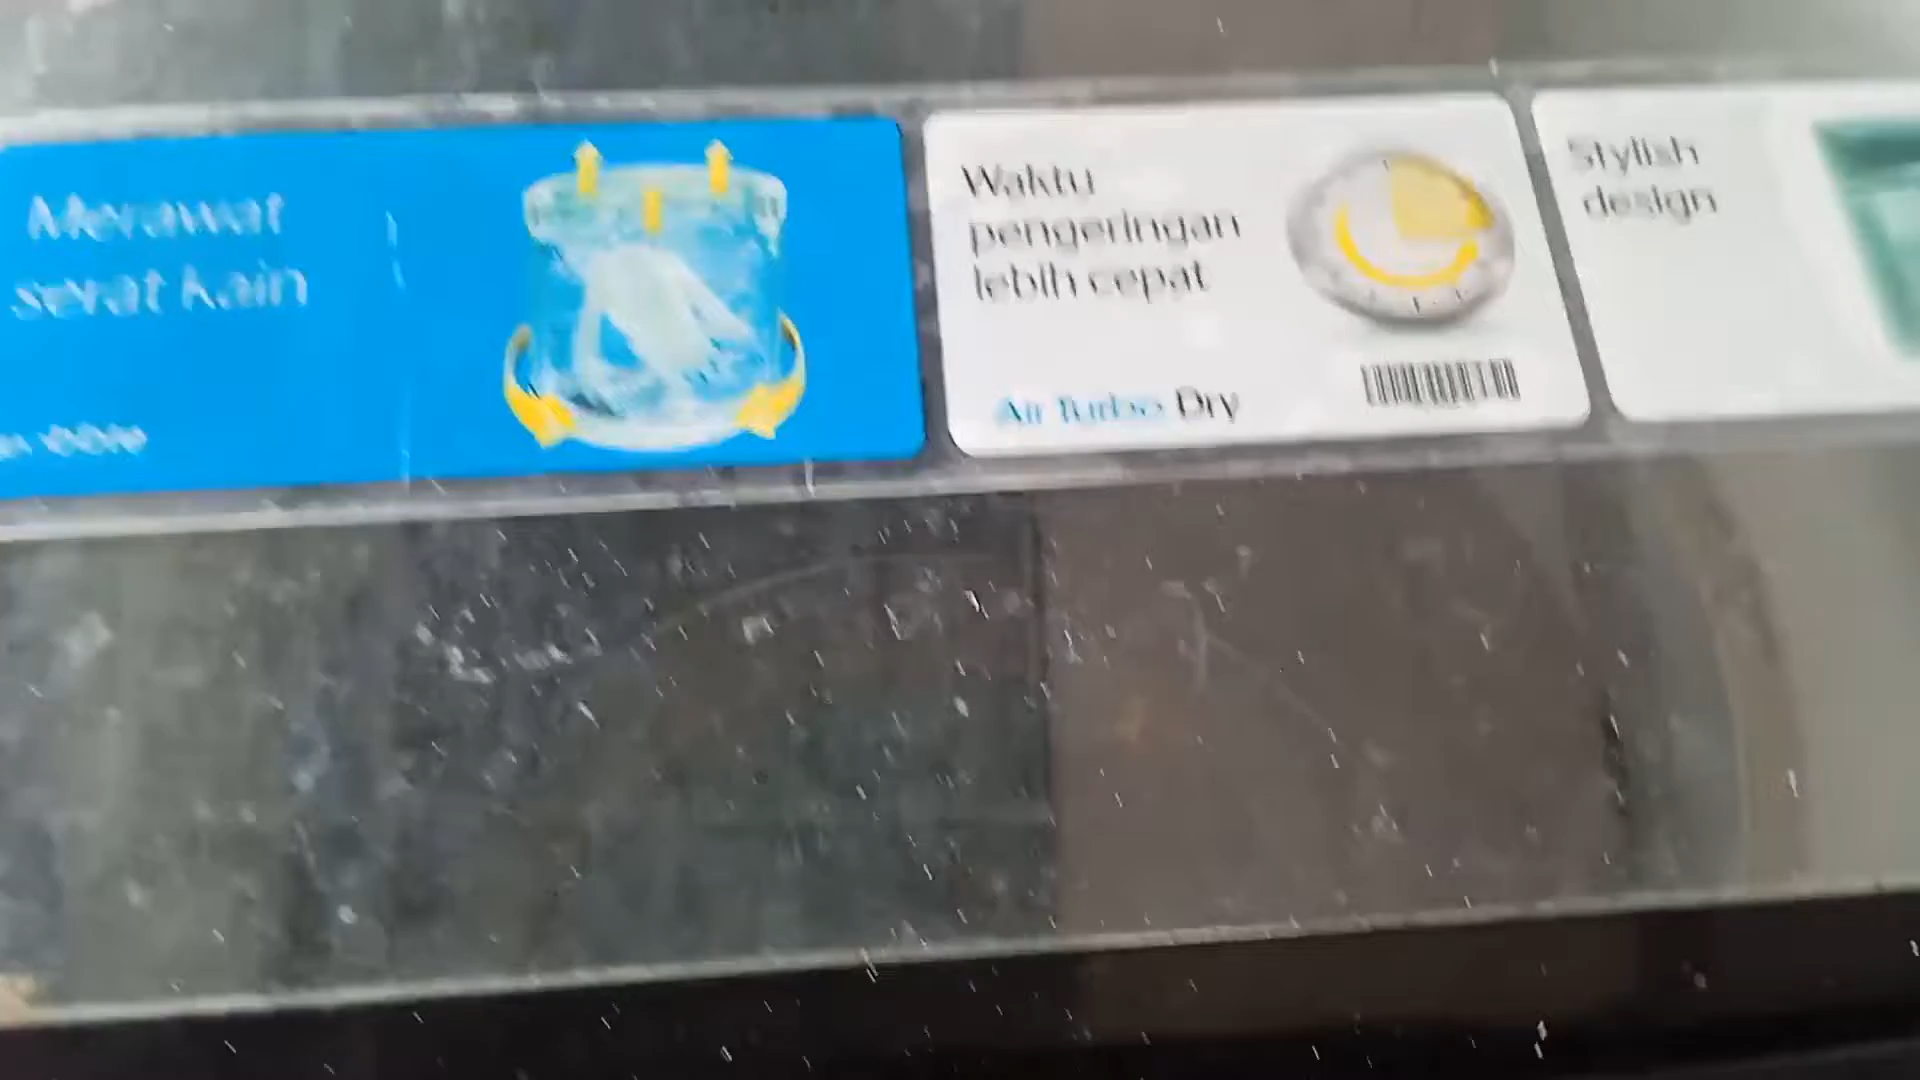 Merawat
serat kain
Waktu
pengeringan
lebih cepat
Air Turbo Dry
Stylish
design